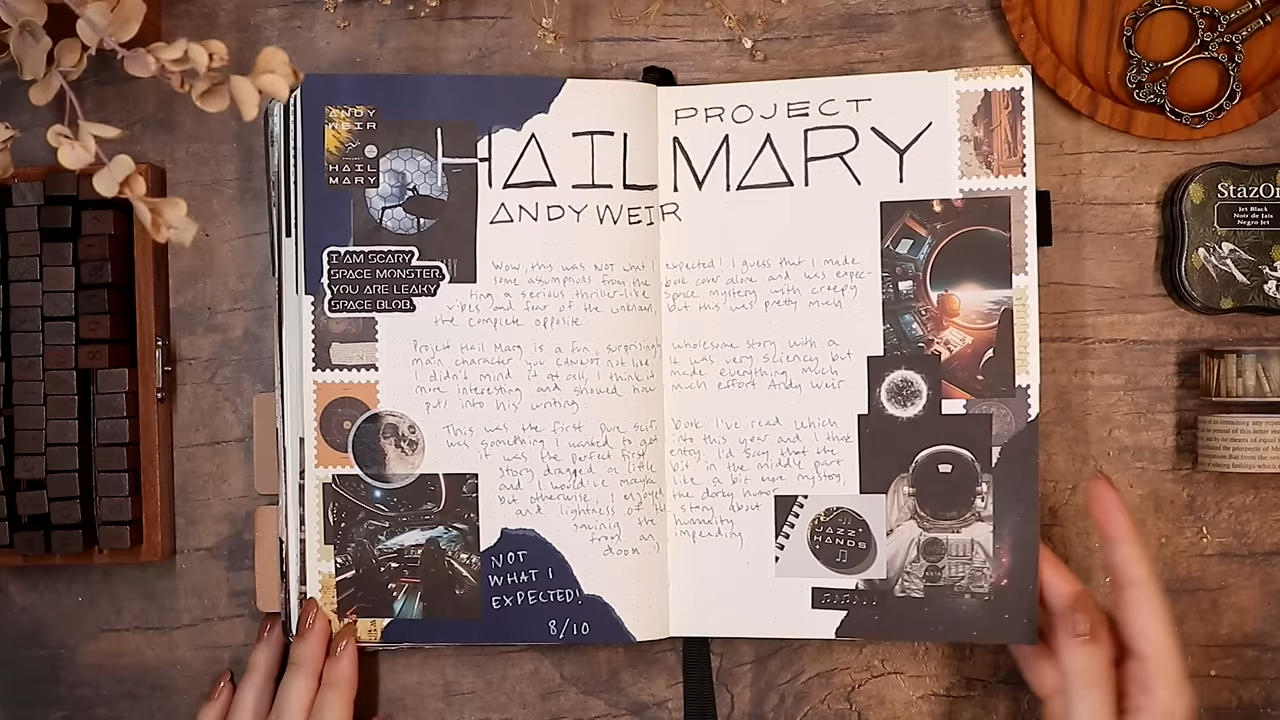 PROJECT
HAIL MARY
ANDY WEIR
ANDY
WEIR
PROJECT
HAIL
MARY
I AM SCARY
SPACE MONSTER.
YOU ARE LEAKY
SPACE BLOB.
Wow, this was NOT what I expected! I guess that I made
some assumptions from the book cover alone and was expec-
ting a serious thriller-like space mystery with creepy
vibes and fear of the unknown, but this was pretty much
the complete opposite.
Project Hail Mary is a fun, surprisingly wholesome story with a
main character you CANNOT not like. It was very sciency but
I didn't mind it at all, I think it made everything much
more interesting and showed how much effort Andy Weir
puts into his writing.
This was the first pure scifi book I've read which
was something I wanted to get into this year and I think
it was the perfect first entry. I'd say that the
story dragged a little bit in the middle part
and I would've maybe like a bit more mystery,
but otherwise, I enjoyed the dorky humor
and lightness of the story about
saving the humanity
from an impending
doom :)
NOT
WHAT I
EXPECTED!
8/10
JAZZ
HANDS
StazOn
Jet Black
Noir de Jais
Negro Jet